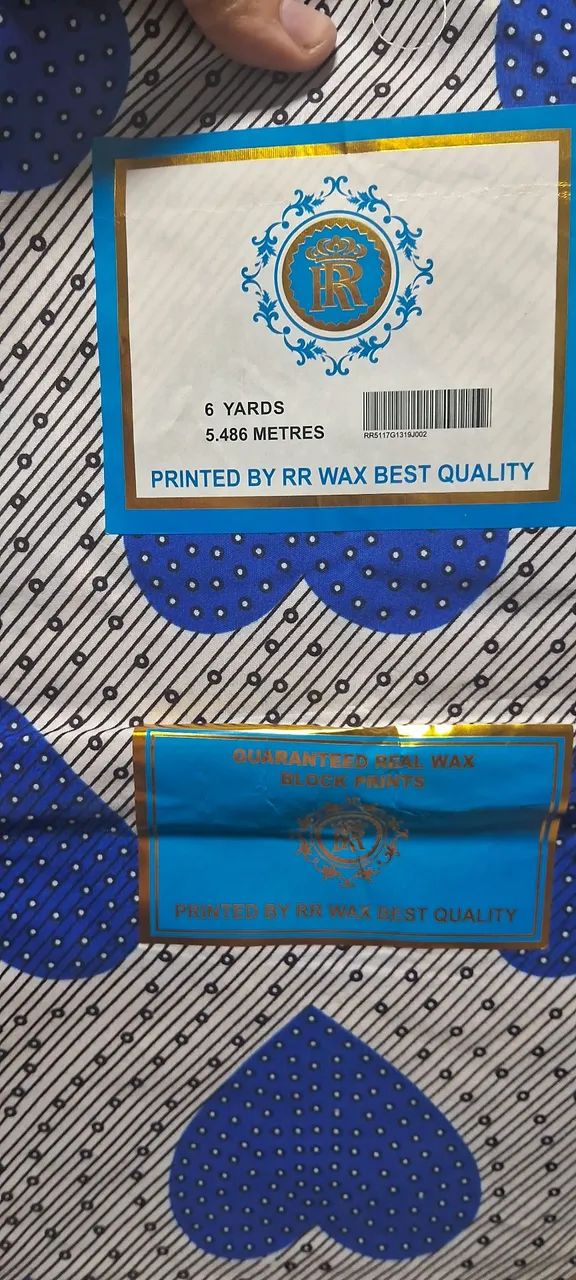 RR
6 YARDS
5.486 METRES
RR5117G1319J002
PRINTED BY RR WAX BEST QUALITY
GUARANTEED REAL WAX
BLOCK PRINTS
RR
PRINTED BY RR WAX BEST QUALITY